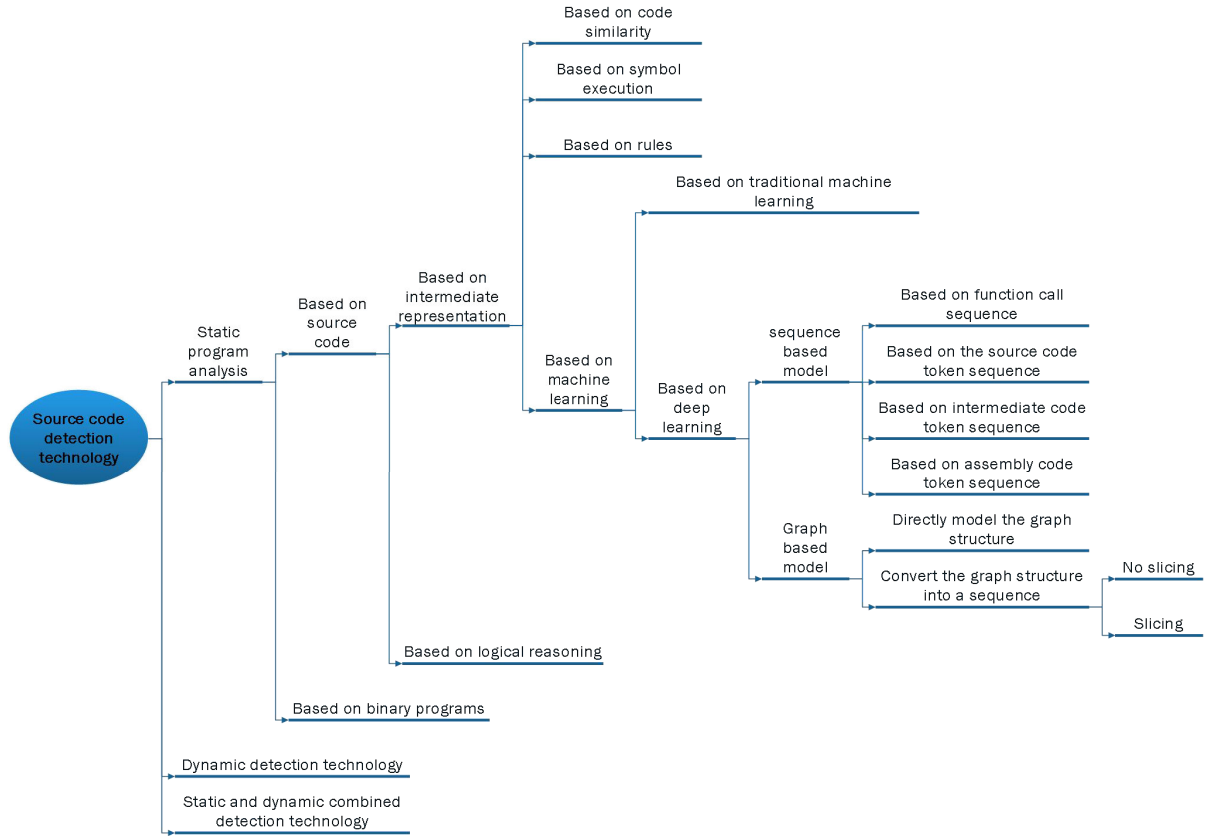 Based on code
similarity
Based on symbol
execution
Based on rules
Based on traditional machine
learning
Based on
intermediate
representation
Based on
source
code
Static
program
analysis
Based on
machine
learning
Based on
deep
learning
sequence
based
model
Based on function call
sequence
Based on the source code
token sequence
Based on intermediate code
token sequence
Based on assembly code
token sequence
Source code
detection
technology
Graph
based
model
Directly model the graph
structure
Convert the graph structure
into a sequence
No slicing
Slicing
Based on logical reasoning
Based on binary programs
Dynamic detection technology
Static and dynamic combined
detection technology